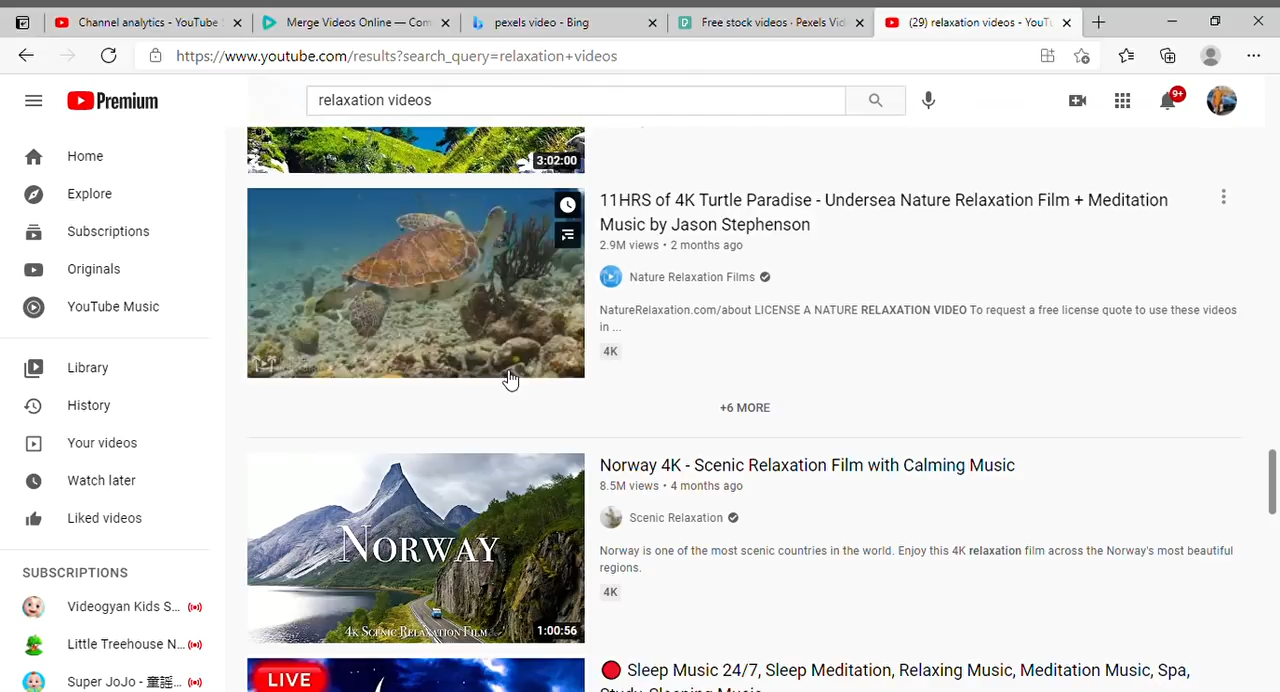 Channel analytics - YouTube
Merge Videos Online — Com
pexels video - Bing
Free stock videos · Pexels Vid
(29) relaxation videos - YouTu
https://www.youtube.com/results?search_query=relaxation+videos
Premium
relaxation videos
9+
Home
Explore
Subscriptions
Originals
YouTube Music
Library
History
Your videos
Watch later
Liked videos
SUBSCRIPTIONS
Videogyan Kids S...
Little Treehouse N...
Super JoJo - 童謡...
3:02:00
11HRS of 4K Turtle Paradise - Undersea Nature Relaxation Film + Meditation
Music by Jason Stephenson
2.9M views • 2 months ago
Nature Relaxation Films
NatureRelaxation.com/about LICENSE A NATURE RELAXATION VIDEO To request a free license quote to use these videos
in ...
4K
+6 MORE
NORWAY
4K SCENIC RELAXATION FILM
1:00:56
Norway 4K - Scenic Relaxation Film with Calming Music
8.5M views • 4 months ago
Scenic Relaxation
Norway is one of the most scenic countries in the world. Enjoy this 4K relaxation film across the Norway's most beautiful
regions.
4K
LIVE
Sleep Music 24/7, Sleep Meditation, Relaxing Music, Meditation Music, Spa,
Study, Sleeping Music